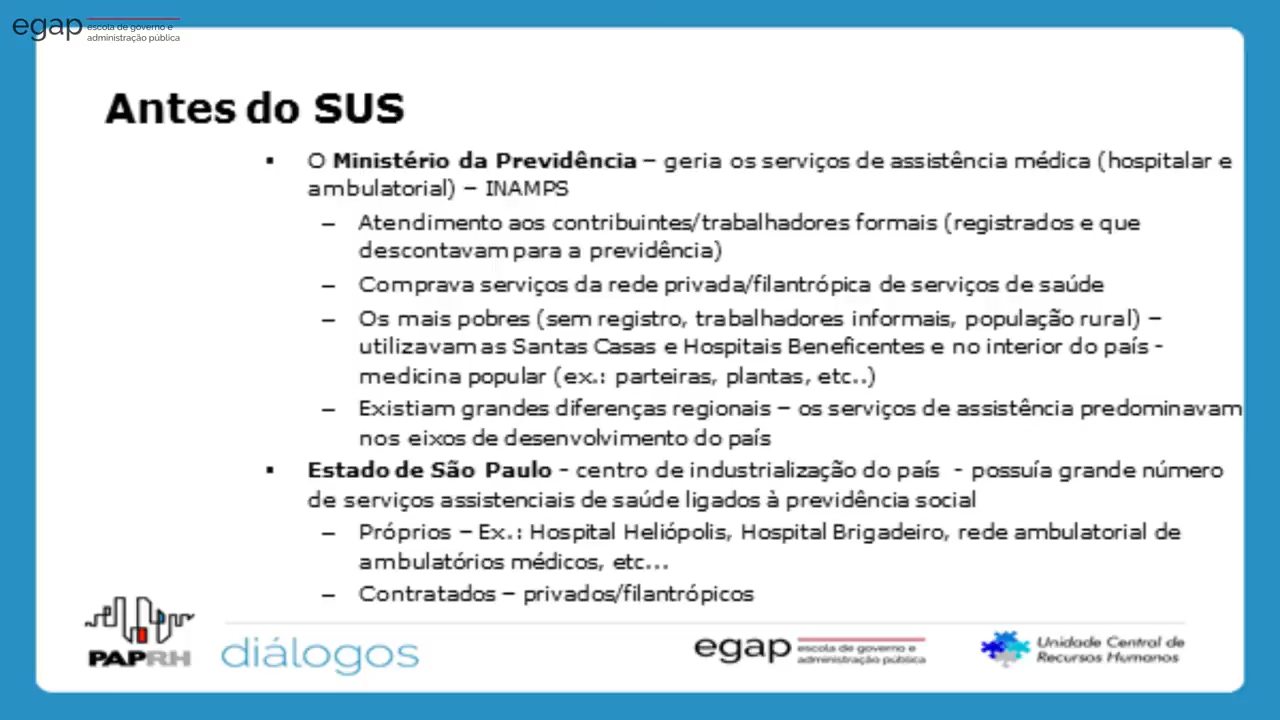 egap escola de governo e
administração pública
Antes do SUS
▪ O Ministério da Previdência – geria os serviços de assistência médica (hospitalar e
ambulatorial) – INAMPS
– Atendimento aos contribuintes/trabalhadores formais (registrados e que
descontavam para a previdência)
– Comprava serviços da rede privada/filantrópica de serviços de saúde
– Os mais pobres (sem registro, trabalhadores informais, população rural) –
utilizavam as Santas Casas e Hospitais Beneficentes e no interior do país -
medicina popular (ex.: parteiras, plantas, etc..)
– Existiam grandes diferenças regionais – os serviços de assistência predominavam
nos eixos de desenvolvimento do país
▪ Estado de São Paulo - centro de industrialização do país - possuía grande número
de serviços assistenciais de saúde ligados à previdência social
– Próprios – Ex.: Hospital Heliópolis, Hospital Brigadeiro, rede ambulatorial de
ambulatórios médicos, etc...
– Contratados – privados/filantrópicos
PAPRH
diálogos
egap escola de governo e
administração pública
Unidade Central de
Recursos Humanos